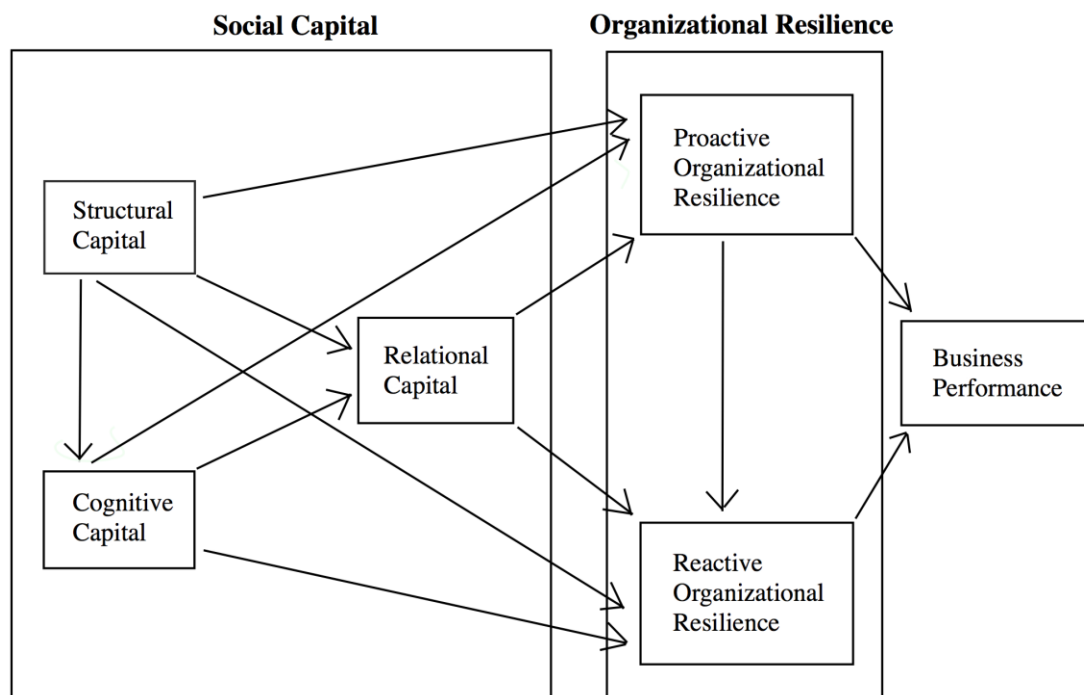 Social Capital
Organizational Resilience
Proactive
Organizational
Resilience
Structural
Capital
Relational
Capital
Business
Performance
Cognitive
Capital
Reactive
Organizational
Resilience